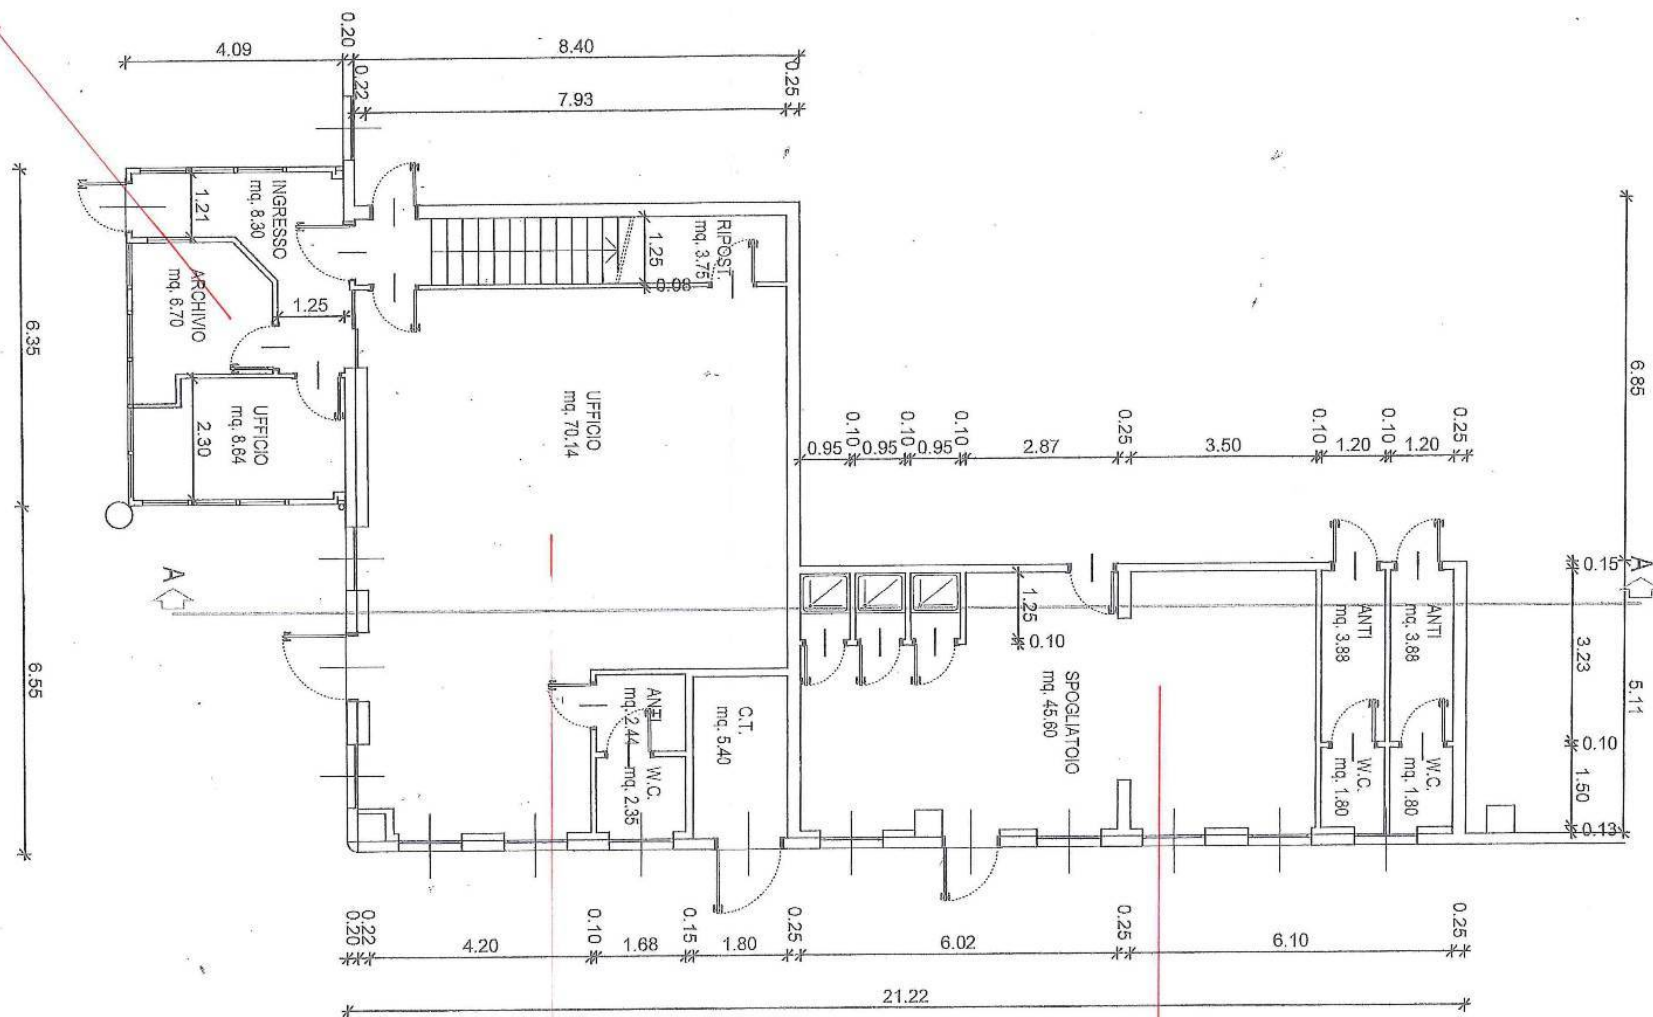 0.20
4.09
8.40
0.22
0.25
7.93
1.21
INGRESSO
mq. 8.30
RIPOST.
mq. 3.75
1.25
0.08
ARCHIVIO
mq. 6.70
1.25
6.35
6.85
UFFICIO
mq. 8.64
2.30
UFFICIO
mq. 70.14
0.95
0.10
0.95
0.10
0.95
0.10
2.87
0.25
3.50
0.10
1.20
0.10
1.20
0.25
A
A
0.15
1.25
0.10
ANTI
mq. 3.88
ANTI
mq. 3.88
3.23
5.11
6.55
ANTI
mq. 2.44
C.T.
mq. 5.40
SPOGLIATOIO
mq. 45.60
0.10
W.C.
mq. 2.35
W.C.
mq. 1.80
W.C.
mq. 1.80
1.50
0.13
0.20
0.22
4.20
0.10
1.68
0.15
1.80
0.25
6.02
0.25
6.10
0.25
21.22